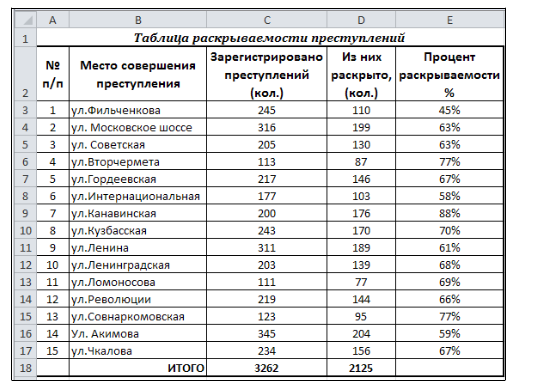 A B C D E
1 Таблица раскрываемости преступлений
2 № п/п Место совершения преступления Зарегистрировано преступлений (кол.) Из них раскрыто, (кол.) Процент раскрываемости %
3 1 ул.Фильченкова 245 110 45%
4 2 ул. Московское шоссе 316 199 63%
5 3 ул. Советская 205 130 63%
6 4 ул.Вторчермета 113 87 77%
7 5 ул.Гордеевская 217 146 67%
8 6 ул.Интернациональная 177 103 58%
9 7 ул.Канавинская 200 176 88%
10 8 ул.Кузбасская 243 170 70%
11 9 ул.Ленина 311 189 61%
12 10 ул.Ленинградская 203 139 68%
13 11 ул.Ломоносова 111 77 69%
14 12 ул.Революции 219 144 66%
15 13 ул.Совнаркомовская 123 95 77%
16 14 Ул. Акимова 345 204 59%
17 15 ул.Чкалова 234 156 67%
18 ИТОГО 3262 2125